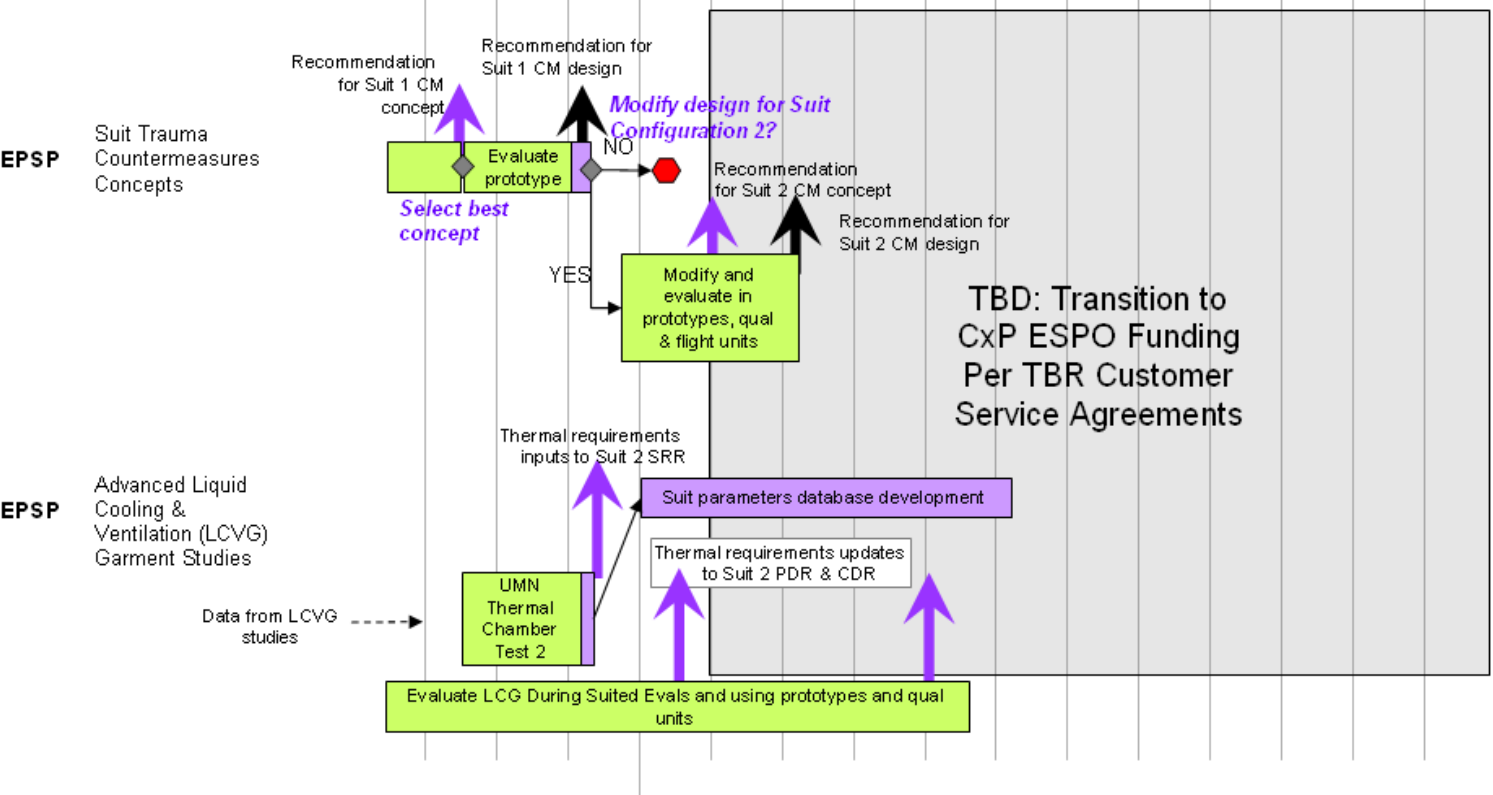 Recommendation
for Suit 1 CM
concept
Recommendation for
Suit 1 CM design
Modify design for Suit
Configuration 2?
NO
EPSP
Suit Trauma
Countermeasures
Concepts
Evaluate
prototype
Select best
concept
Recommendation
for Suit 2 CM concept
Recommendation for
Suit 2 CM design
YES
Modify and
evaluate in
prototypes, qual
& flight units
TBD: Transition to
CxP ESPO Funding
Per TBR Customer
Service Agreements
Thermal requirements
inputs to Suit 2 SRR
EPSP
Advanced Liquid
Cooling &
Ventilation (LCVG)
Garment Studies
Suit parameters database development
Thermal requirements updates
to Suit 2 PDR & CDR
UMN
Thermal
Chamber
Test 2
Data from LCVG
studies
Evaluate LCG During Suited Evals and using prototypes and qual
units